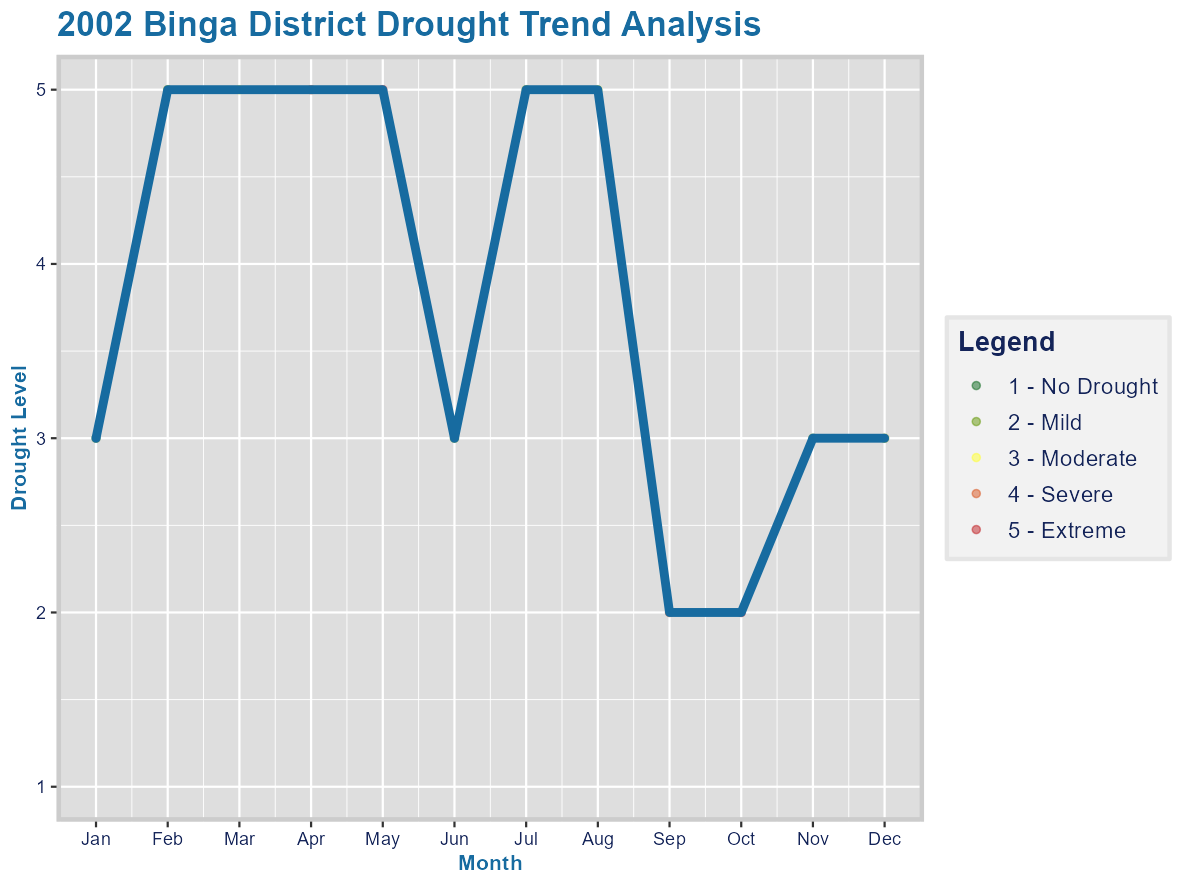 2002 Binga District Drought Trend Analysis
Drought Level
5
4
3
2
1
Jan Feb Mar Apr May Jun Jul Aug Sep Oct Nov Dec
Month
Legend
1 - No Drought
2 - Mild
3 - Moderate
4 - Severe
5 - Extreme